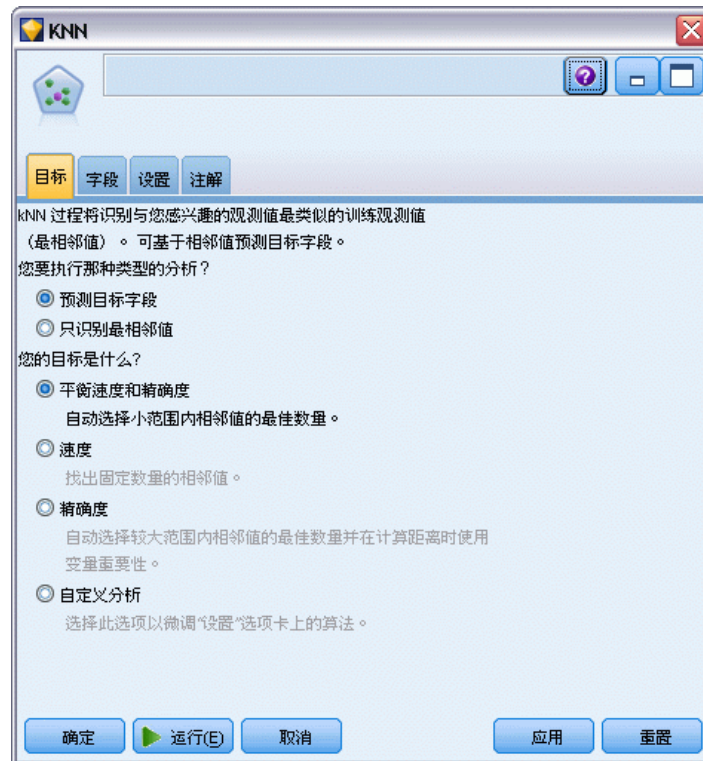 KNN
目标 字段 设置 注解
kNN 过程将识别与您感兴趣的观测值最类似的训练观测值
（最相邻值）。可基于相邻值预测目标字段。
您要执行那种类型的分析？
预测目标字段
只识别最相邻值
您的目标是什么?
平衡速度和精确度
自动选择小范围内相邻值的最佳数量。
速度
找出固定数量的相邻值。
精确度
自动选择较大范围内相邻值的最佳数量并在计算距离时使用
变量重要性。
自定义分析
选择此选项以微调“设置”选项卡上的算法。
确定 运行(E) 取消 应用 重置